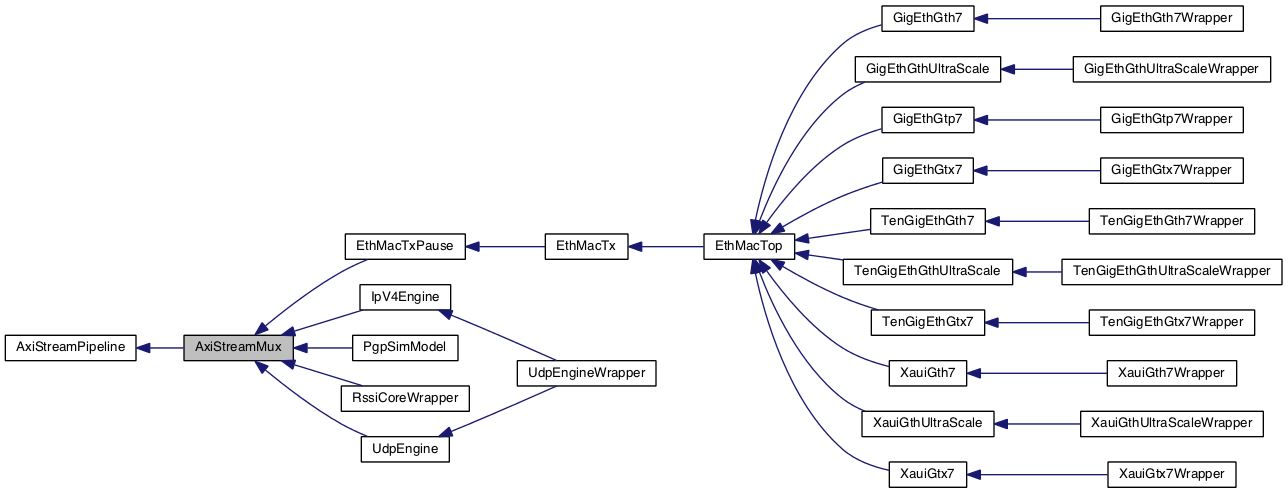 GigEthGth7
GigEthGth7Wrapper
GigEthGthUltraScale
GigEthGthUltraScaleWrapper
GigEthGtp7
GigEthGtp7Wrapper
GigEthGtx7
GigEthGtx7Wrapper
TenGigEthGth7
TenGigEthGth7Wrapper
EthMacTxPause
EthMacTx
EthMacTop
TenGigEthGthUltraScale
TenGigEthGthUltraScaleWrapper
IpV4Engine
TenGigEthGtx7
TenGigEthGtx7Wrapper
AxiStreamPipeline
AxiStreamMux
PgpSimModel
UdpEngineWrapper
XauiGth7
XauiGth7Wrapper
RssiCoreWrapper
XauiGthUltraScale
XauiGthUltraScaleWrapper
UdpEngine
XauiGtx7
XauiGtx7Wrapper